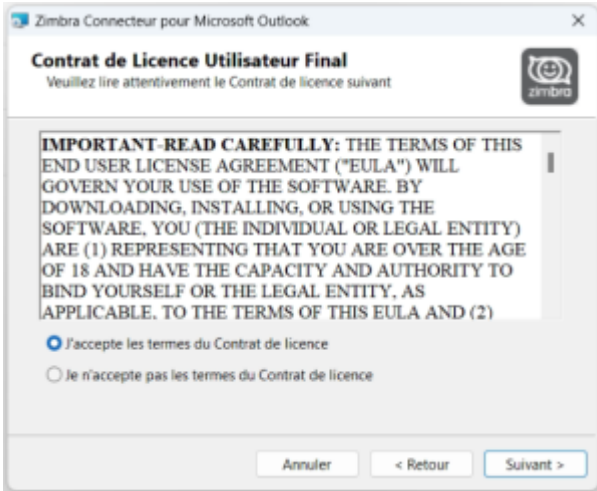 Zimbra Connecteur pour Microsoft Outlook
Contrat de Licence Utilisateur Final
Veuillez lire attentivement le Contrat de licence suivant
zimbra
IMPORTANT-READ CAREFULLY: THE TERMS OF THIS
END USER LICENSE AGREEMENT ("EULA") WILL
GOVERN YOUR USE OF THE SOFTWARE. BY
DOWNLOADING, INSTALLING, OR USING THE
SOFTWARE, YOU (THE INDIVIDUAL OR LEGAL ENTITY)
ARE (1) REPRESENTING THAT YOU ARE OVER THE AGE
OF 18 AND HAVE THE CAPACITY AND AUTHORITY TO
BIND YOURSELF OR THE LEGAL ENTITY, AS
APPLICABLE, TO THE TERMS OF THIS EULA AND (2)
J'accepte les termes du Contrat de licence
Je n'accepte pas les termes du Contrat de licence
Annuler
< Retour
Suivant >